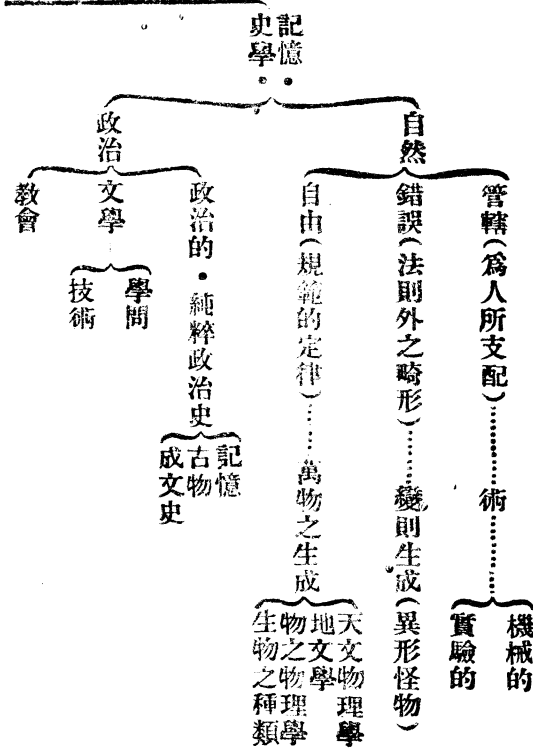 記憶・
史學・
自然
管轄(為人所支配)……術……
機械的
實驗的
錯誤(法則外之畸形)……變則生成(異形怪物)
自由(規範的定律)……萬物之生成
天文物理學
地文學
物之物理學
生物之種類
政治
政治的・純粹政治史
記憶
古物
成文史
文學
學問
技術
教會